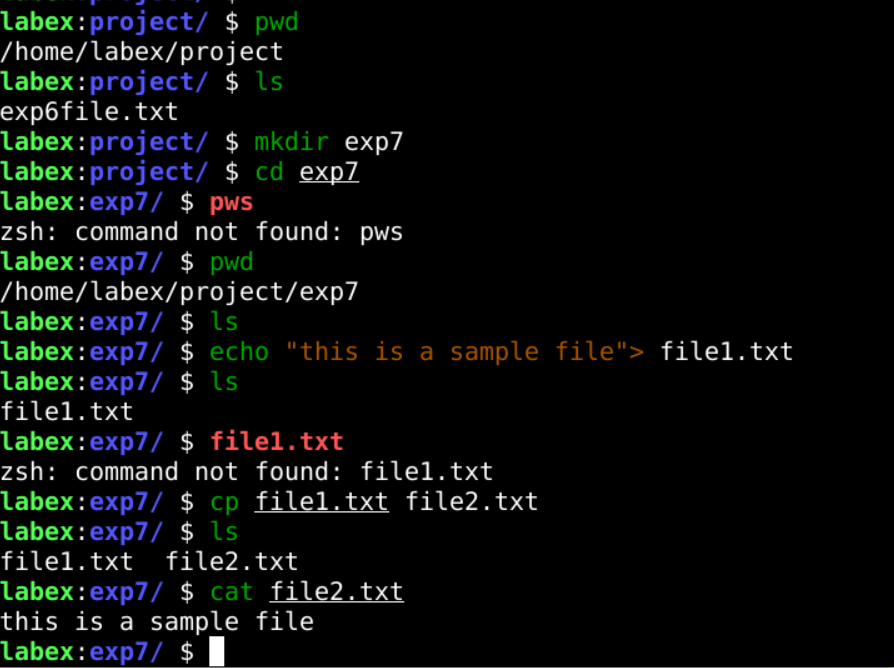 labex:project/ $ pwd
/home/labex/project
labex:project/ $ ls
exp6file.txt
labex:project/ $ mkdir exp7
labex:project/ $ cd exp7
labex:exp7/ $ pws
zsh: command not found: pws
labex:exp7/ $ pwd
/home/labex/project/exp7
labex:exp7/ $ ls
labex:exp7/ $ echo "this is a sample file"> file1.txt
labex:exp7/ $ ls
file1.txt
labex:exp7/ $ file1.txt
zsh: command not found: file1.txt
labex:exp7/ $ cp file1.txt file2.txt
labex:exp7/ $ ls
file1.txt  file2.txt
labex:exp7/ $ cat file2.txt
this is a sample file
labex:exp7/ $